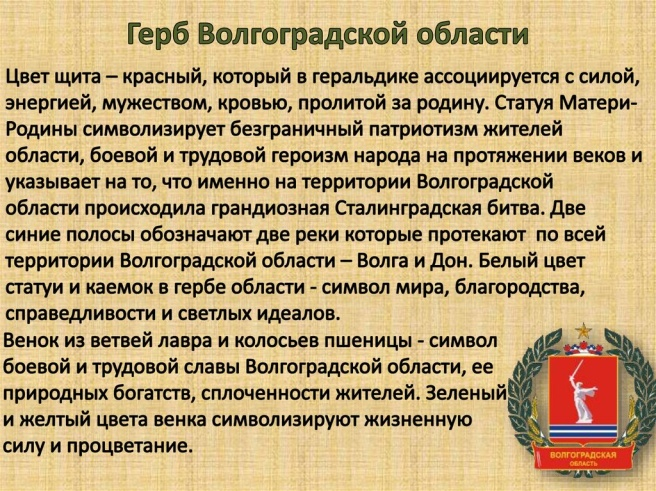 Герб Волгоградской области
Цвет щита – красный, который в геральдике ассоциируется с силой,
энергией, мужеством, кровью, пролитой за родину. Статуя Матери-
Родины символизирует безграничный патриотизм жителей
области, боевой и трудовой героизм народа на протяжении веков и
указывает на то, что именно на территории Волгоградской
области происходила грандиозная Сталинградская битва. Две
синие полосы обозначают две реки которые протекают  по всей
территории Волгоградской области – Волга и Дон. Белый цвет
статуи и каемок в гербе области - символ мира, благородства,
справедливости и светлых идеалов.
Венок из ветвей лавра и колосьев пшеницы - символ
боевой и трудовой славы Волгоградской области, ее
природных богатств, сплоченности жителей. Зеленый
и желтый цвета венка символизируют жизненную
силу и процветание.
ВОЛГОГРАДСКАЯ
ОБЛАСТЬ